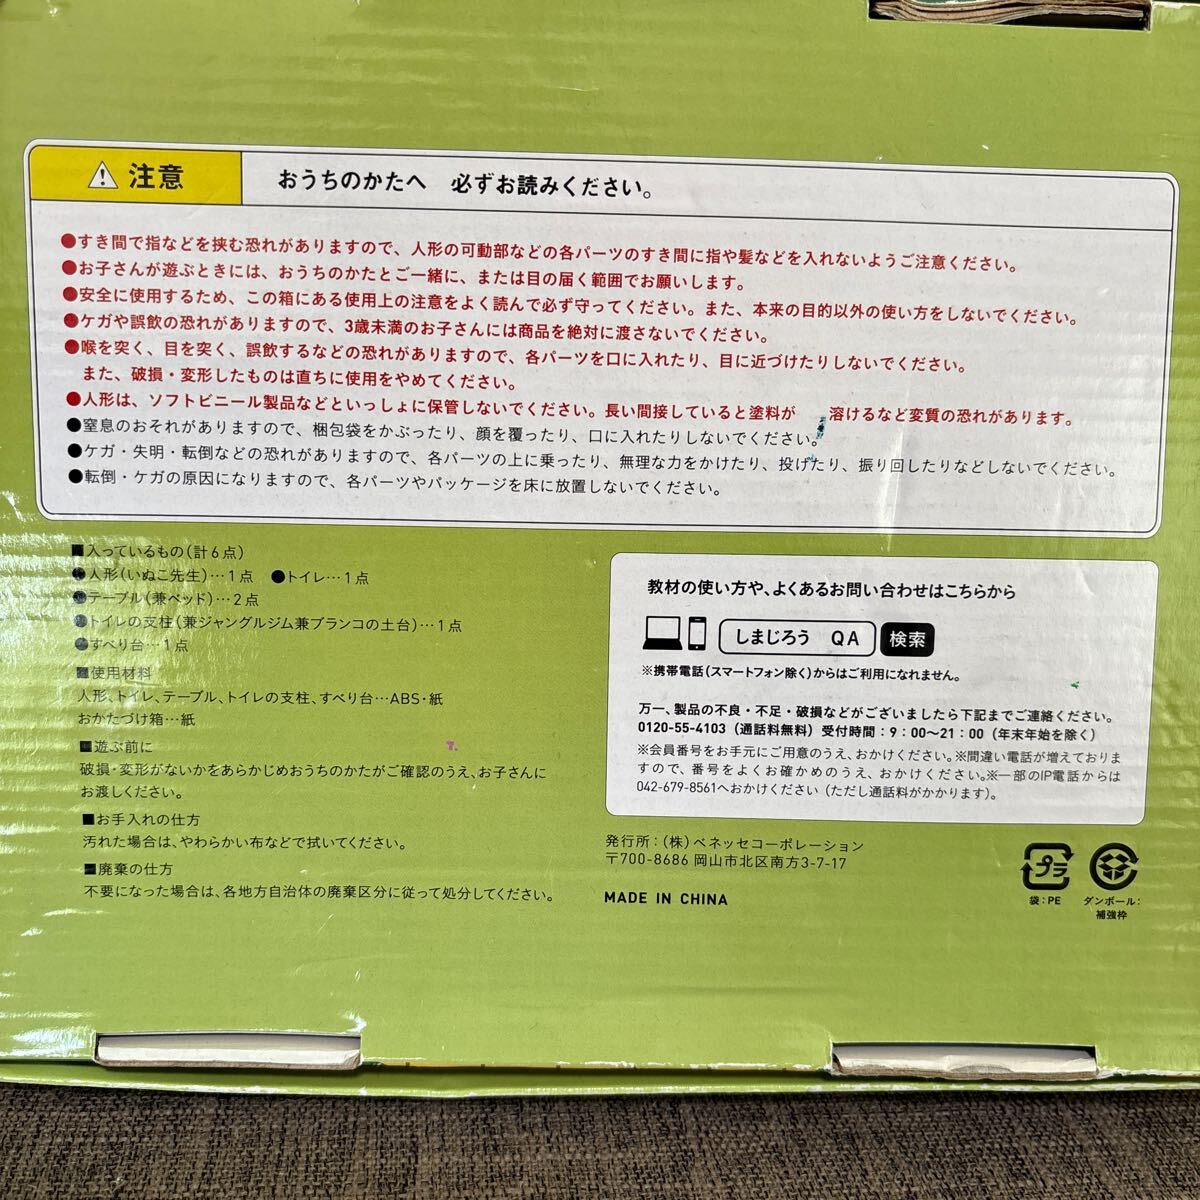 注意
おうちのかたへ 必ずお読みください。
●すき間で指などを挟む恐れがありますので、人形の可動部などの各パーツのすき間に指や髪などを入れないようご注意ください。
●お子さんが遊ぶときには、おうちのかたとご一緒に、または目の届く範囲でお願いします。
●安全に使用するため、この箱にある使用上の注意をよく読んで必ず守ってください。また、本来の目的以外の使い方をしないでください。
●ケガや誤飲の恐れがありますので、3歳未満のお子さんには商品を絶対に渡さないでください。
●喉を突く、目を突く、誤飲するなどの恐れがありますので、各パーツを口に入れたり、目に近づけたりしないでください。
また、破損・変形したものは直ちに使用をやめてください。
●人形は、ソフトビニール製品などといっしょに保管しないでください。長い間接していると塗料が 溶けるなど変質の恐れがあります。
●窒息のおそれがありますので、梱包袋をかぶったり、顔を覆ったり、口に入れたりしないでください。
●ケガ・失明・転倒などの恐れがありますので、各パーツの上に乗ったり、無理な力をかけたり、投げたり、振り回したりなどしないでください。
●転倒・ケガの原因になりますので、各パーツやパッケージを床に放置しないでください。
■入っているもの(計6点)
●人形(いぬこ先生)…1点 ●トイレ…1点
●テーブル(兼ベッド)…2点
●トイレの支柱(兼ジャングルジム兼ブランコの土台)…1点
●すべり台…1点
■使用材料
人形、トイレ、テーブル、トイレの支柱、すべり台…ABS・紙
おかたづけ箱…紙
■遊ぶ前に
破損・変形がないかをあらかじめおうちのかたがご確認のうえ、お子さんに
お渡しください。
■お手入れの仕方
汚れた場合は、やわらかい布などで拭いてください。
■廃棄の仕方
不要になった場合は、各地方自治体の廃棄区分に従って処分してください。
教材の使い方や、よくあるお問い合わせはこちらから
しまじろう QA 検索
※携帯電話(スマートフォン除く)からはご利用になれません。
万一、製品の不良・不足・破損などがございましたら下記までご連絡ください。
0120-55-4103(通話料無料)受付時間:9:00〜21:00(年末年始を除く)
※会員番号をお手元にご用意のうえ、おかけください。※間違い電話が増えておりま
すので、番号をよくお確かめのうえ、おかけください。※一部のIP電話からは
042-679-8561へおかけください(ただし通話料がかかります)。
発行所:(株)ベネッセコーポレーション
〒700-8686 岡山市北区南方3-7-17
MADE IN CHINA
プラ
袋:PE
ダンボール:
補強枠